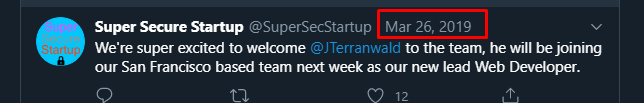 Super Secure Startup @SuperSecStartup Mar 26, 2019
We're super excited to welcome @JTerranwald to the team, he will be joining
our San Francisco based team next week as our new lead Web Developer.
Super
Secure
Startup
12